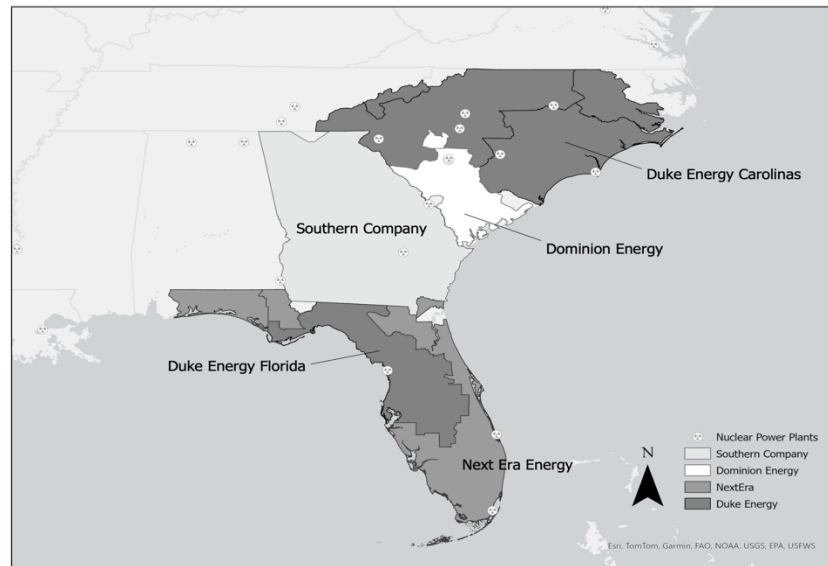 Duke Energy Carolinas
Southern Company
Dominion Energy
Duke Energy Florida
Next Era Energy
N
Nuclear Power Plants
Southern Company
Dominion Energy
NextEra
Duke Energy
Esri, TomTom, Garmin, FAO, NOAA, USGS, EPA, USFWS